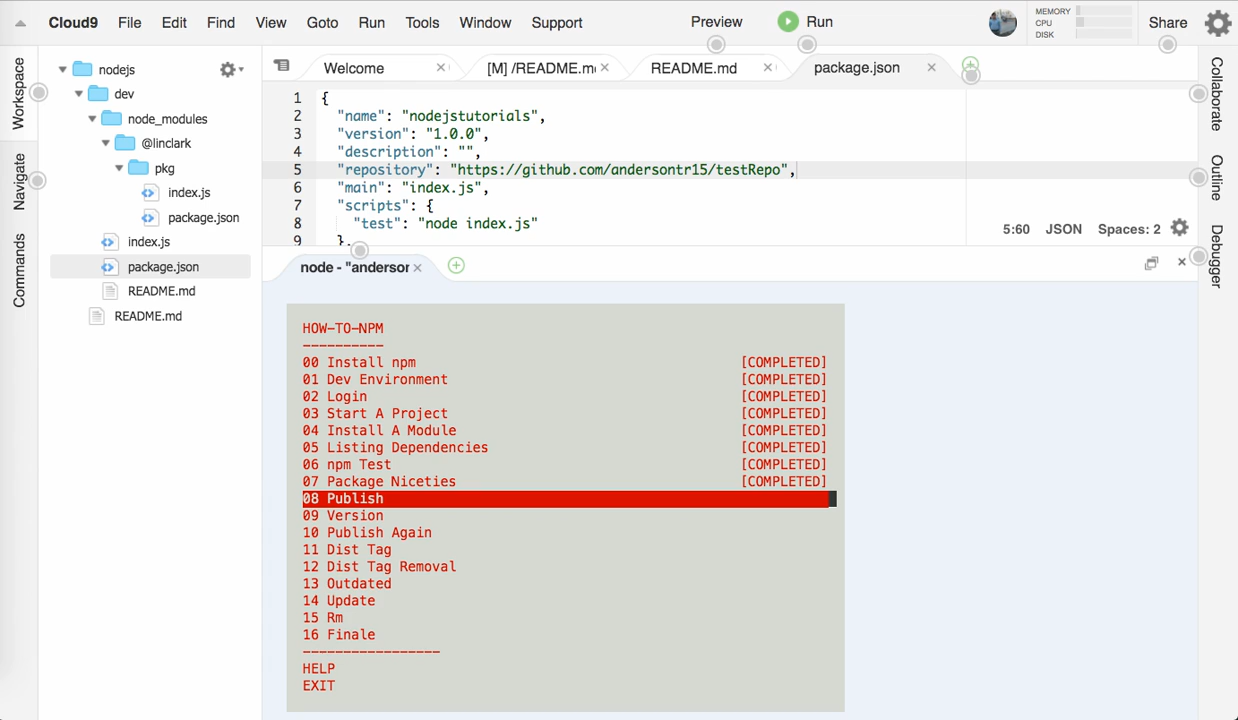 Cloud9 File Edit Find View Goto Run Tools Window Support Preview Run MEMORY CPU DISK Share
Workspace
Navigate
Commands
nodejs
dev
node_modules
@linclark
pkg
index.js
package.json
index.js
package.json
README.md
README.md
Welcome [M] /README.m README.md package.json
1 {
2 "name": "nodejstutorials",
3 "version": "1.0.0",
4 "description": "",
5 "repository": "https://github.com/andersontr15/testRepo",
6 "main": "index.js",
7 "scripts": {
8 "test": "node index.js"
9 },
5:60 JSON Spaces: 2
Collaborate
Outline
Debugger
node - "andersor
HOW-TO-NPM
----------
00 Install npm [COMPLETED]
01 Dev Environment [COMPLETED]
02 Login [COMPLETED]
03 Start A Project [COMPLETED]
04 Install A Module [COMPLETED]
05 Listing Dependencies [COMPLETED]
06 npm Test [COMPLETED]
07 Package Niceties [COMPLETED]
08 Publish
09 Version
10 Publish Again
11 Dist Tag
12 Dist Tag Removal
13 Outdated
14 Update
15 Rm
16 Finale
-----------------
HELP
EXIT